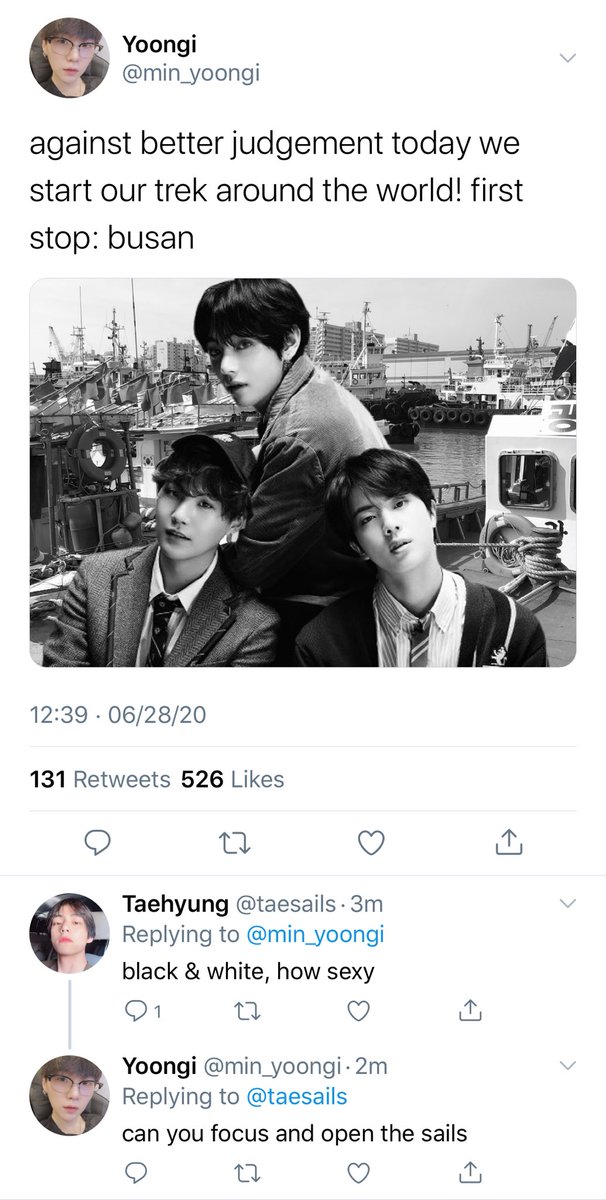 Yoongi
@min_yoongi
against better judgement today we
start our trek around the world! first
stop: busan
12:39 · 06/28/20
131 Retweets 526 Likes
Taehyung @taesails · 3m
Replying to @min_yoongi
black & white, how sexy
1
Yoongi @min_yoongi · 2m
Replying to @taesails
can you focus and open the sails